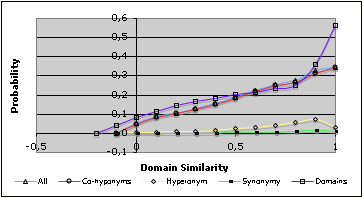 0,6
0,5
0,4
0,3
0,2
0,1
0
-0,1
-0,5
0
0,5
1
Probability
Domain Similarity
All
Co-hyponyms
Hyperonym
Synonymy
Domains